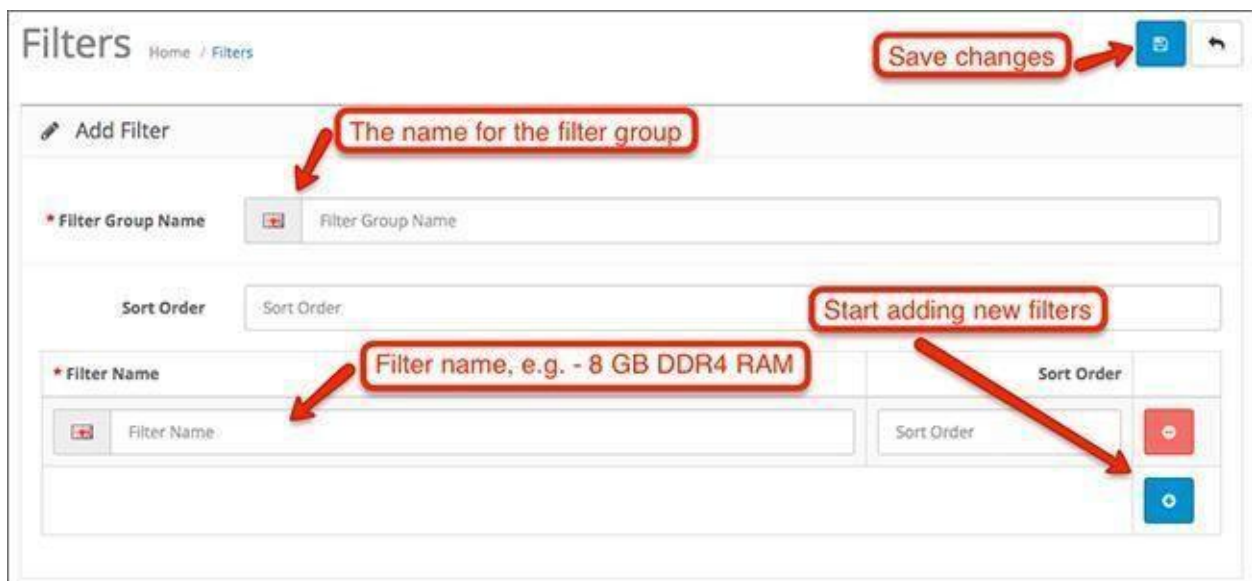 Filters Home / Filters
Save changes
Add Filter
The name for the filter group
* Filter Group Name Filter Group Name
Sort Order Sort Order
Start adding new filters
Filter name, e.g. - 8 GB DDR4 RAM
* Filter Name Sort Order
Filter Name Sort Order